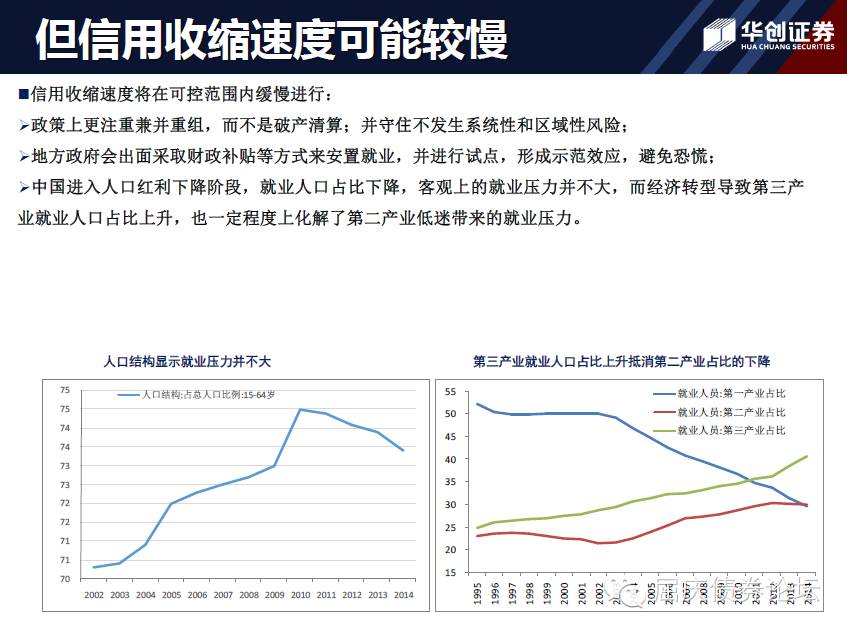 但信用收缩速度可能较慢
华创证券
HUA CHUANG SECURITIES
■信用收缩速度将在可控范围内缓慢进行：
➢政策上更注重兼并重组，而不是破产清算；并守住不发生系统性和区域性风险；
➢地方政府会出面采取财政补贴等方式来安置就业，并进行试点，形成示范效应，避免恐慌；
➢中国进入人口红利下降阶段，就业人口占比下降，客观上的就业压力并不大，而经济转型导致第三产
业就业人口占比上升，也一定程度上化解了第二产业低迷带来的就业压力。
人口结构显示就业压力并不大
人口结构:占总人口比例:15-64岁
75
75
74
74
73
73
72
72
71
71
70
2002 2003 2004 2005 2006 2007 2008 2009 2010 2011 2012 2013 2014
第三产业就业人口占比上升抵消第二产业占比的下降
就业人员:第一产业占比
就业人员:第二产业占比
就业人员:第三产业占比
55
50
45
40
35
30
25
20
15
1995 1996 1997 1998 1999 2000 2001 2002 2003 2004 2005 2006 2007 2008 2009 2010 2011 2012 2013 2014
屈庆债券论坛